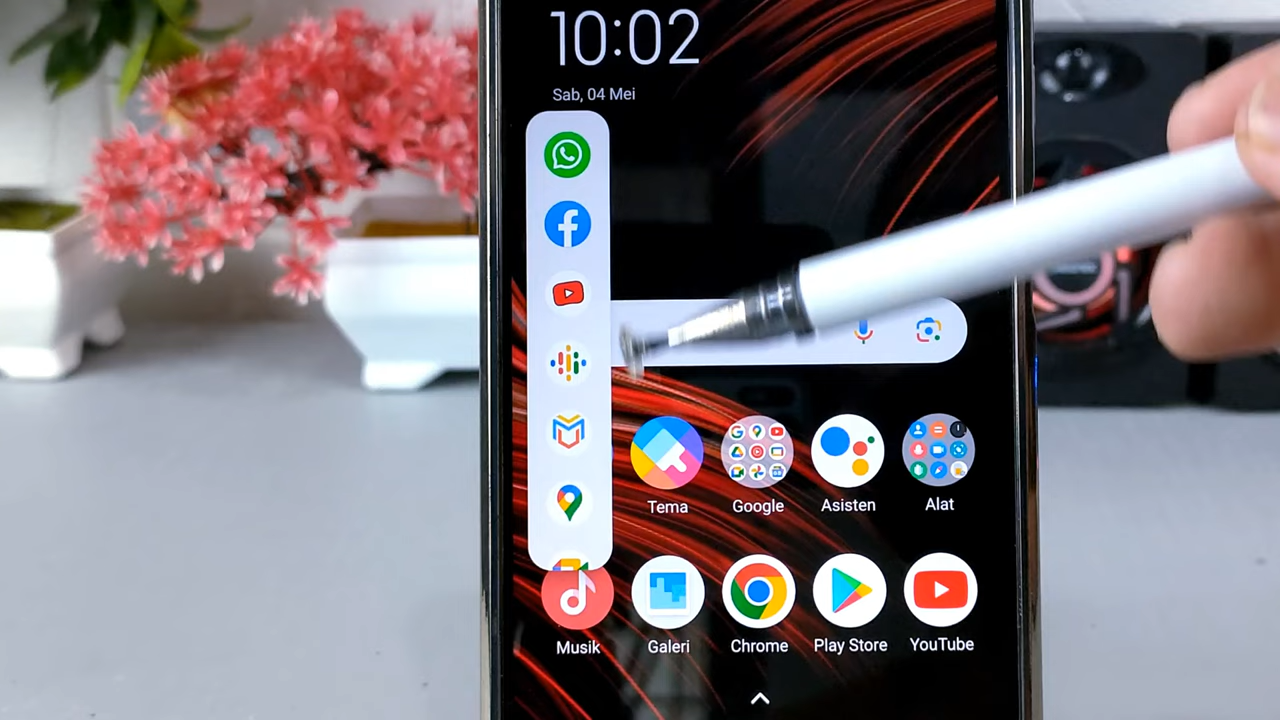 10:02
Sab, 04 Mei
Tema
Google
Asisten
Alat
Musik
Galeri
Chrome
Play Store
YouTube